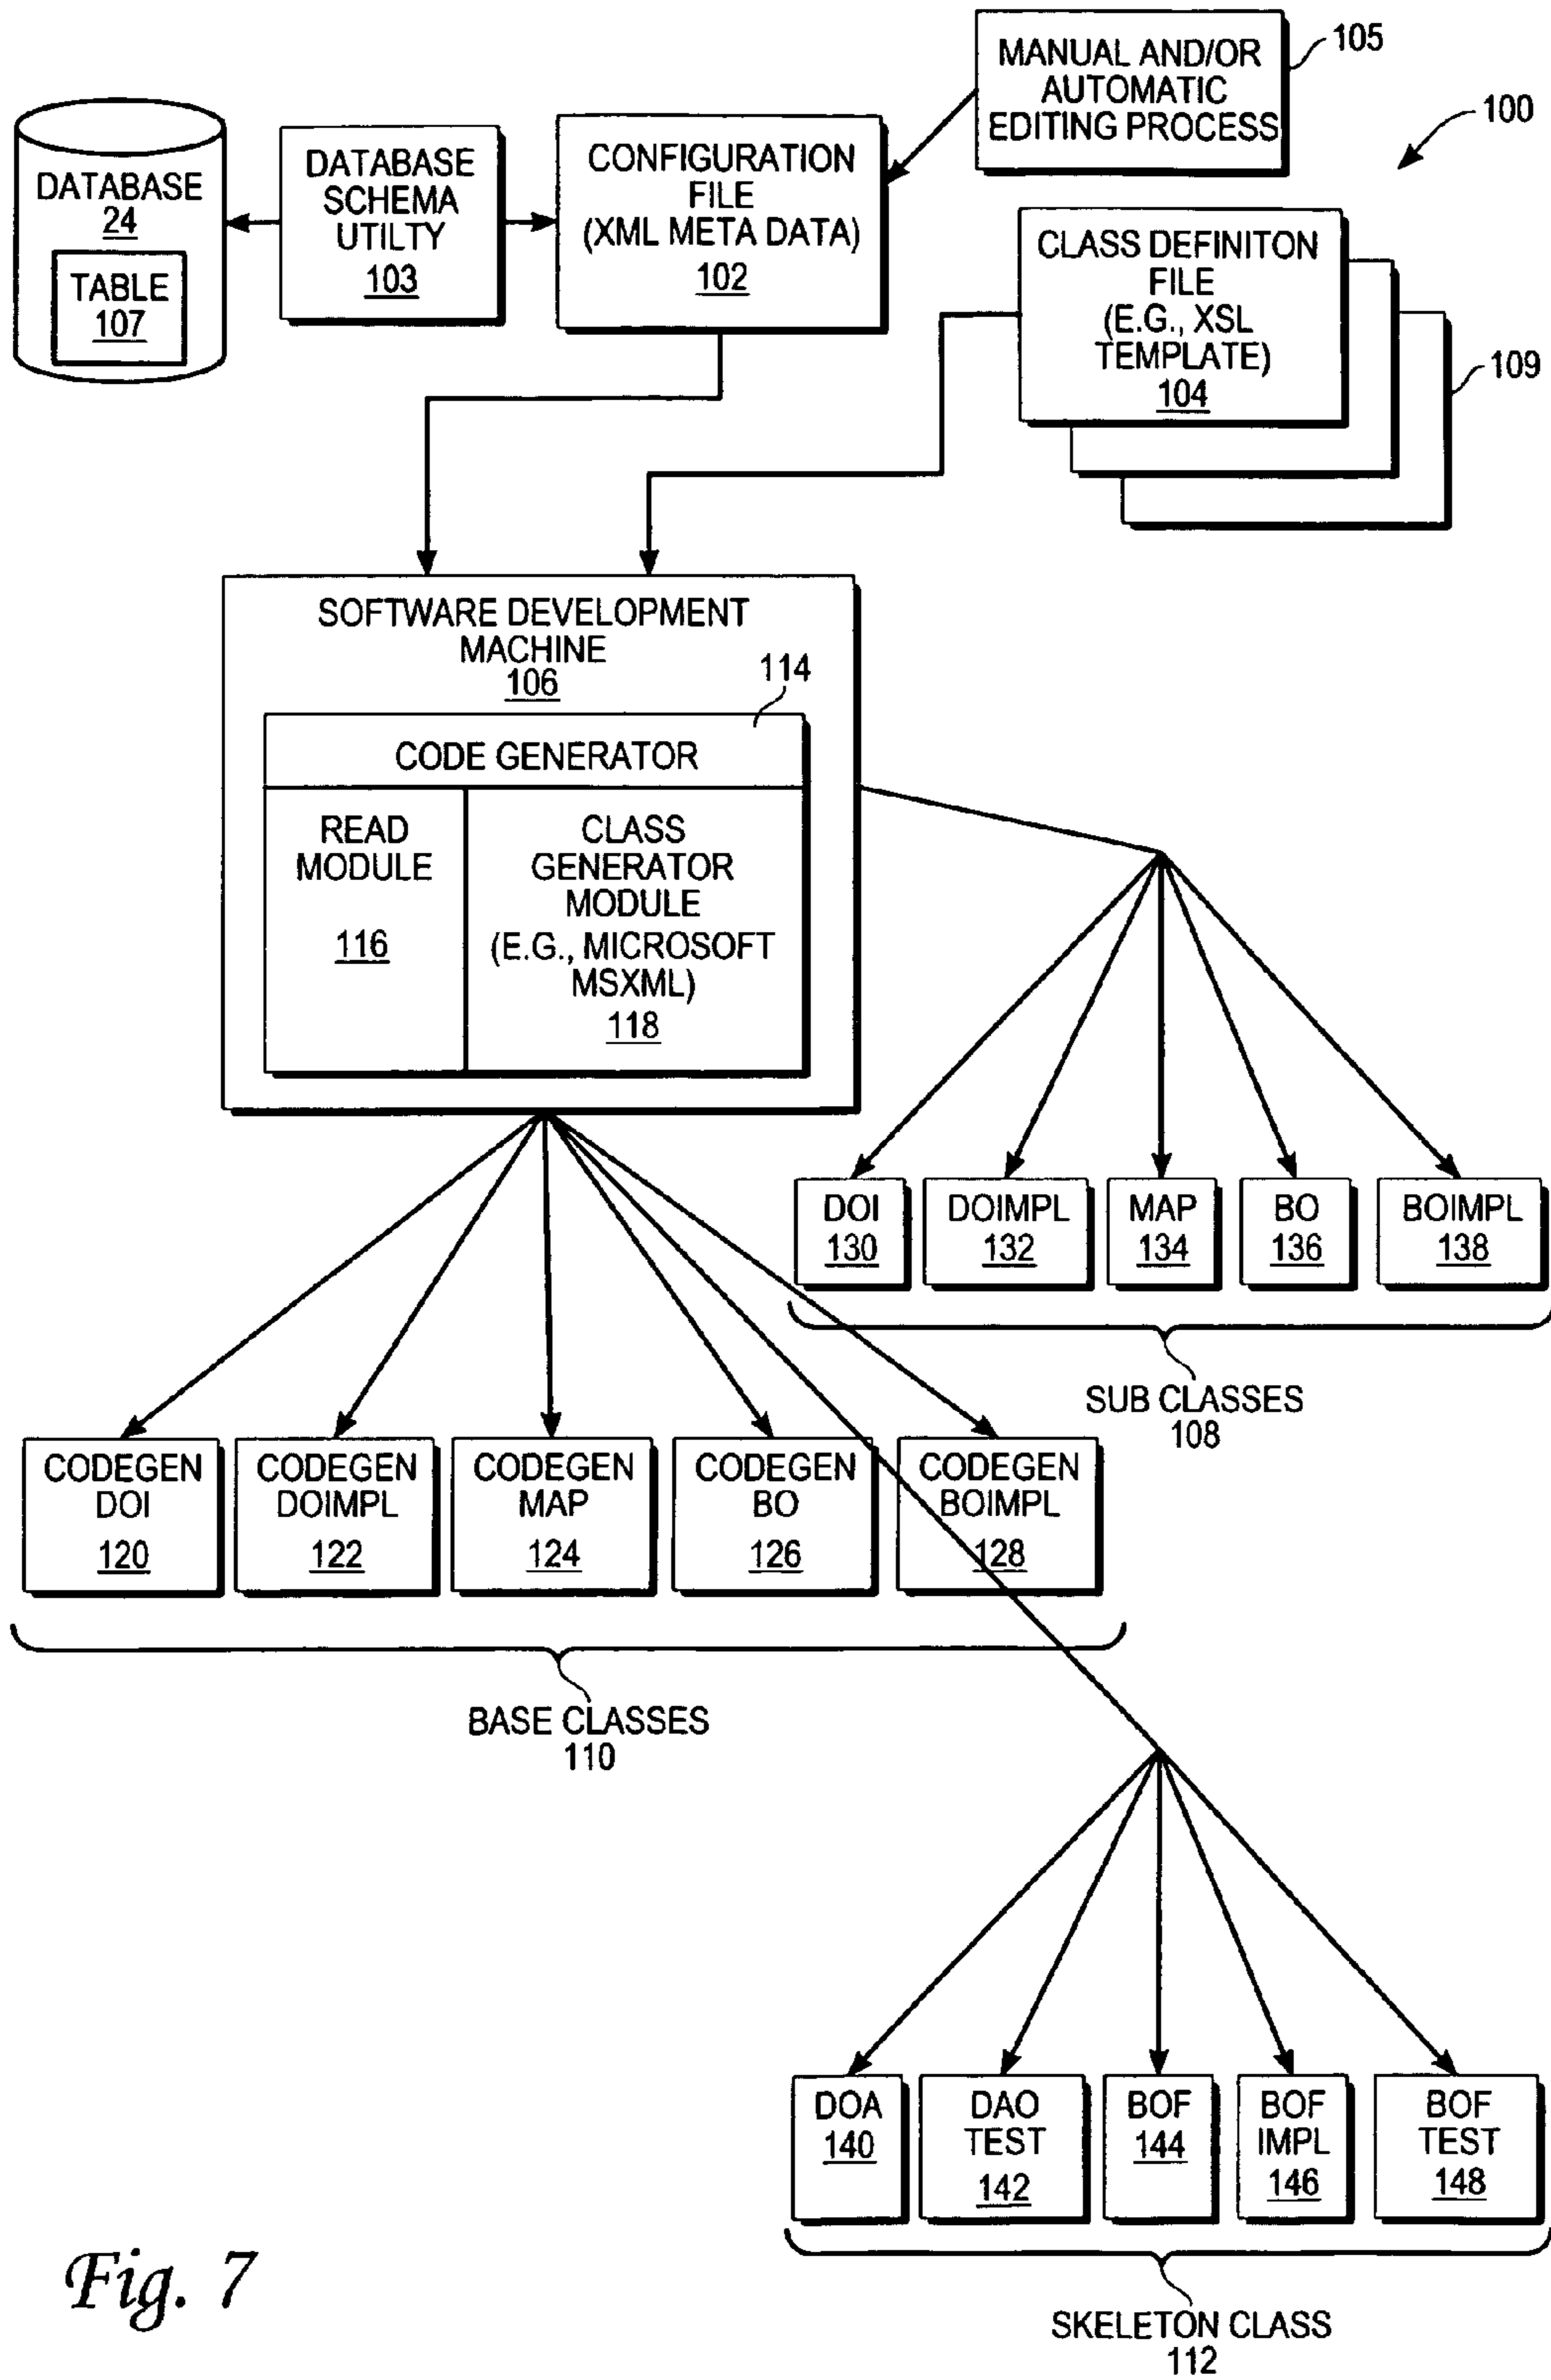 MANUAL AND/OR
AUTOMATIC
EDITING PROCESS
105
100
DATABASE
24
TABLE
107
DATABASE
SCHEMA
UTILTY
103
CONFIGURATION
FILE
(XML META DATA)
102
CLASS DEFINITON
FILE
(E.G., XSL
TEMPLATE)
104
109
SOFTWARE DEVELOPMENT
MACHINE
106
114
CODE GENERATOR
READ
MODULE
116
CLASS
GENERATOR
MODULE
(E.G., MICROSOFT
MSXML)
118
DOI
130
DOIMPL
132
MAP
134
BO
136
BOIMPL
138
SUB CLASSES
108
CODEGEN
DOI
120
CODEGEN
DOIMPL
122
CODEGEN
MAP
124
CODEGEN
BO
126
CODEGEN
BOIMPL
128
BASE CLASSES
110
DOA
140
DAO
TEST
142
BOF
144
BOF
IMPL
146
BOF
TEST
148
SKELETON CLASS
112
Fig. 7